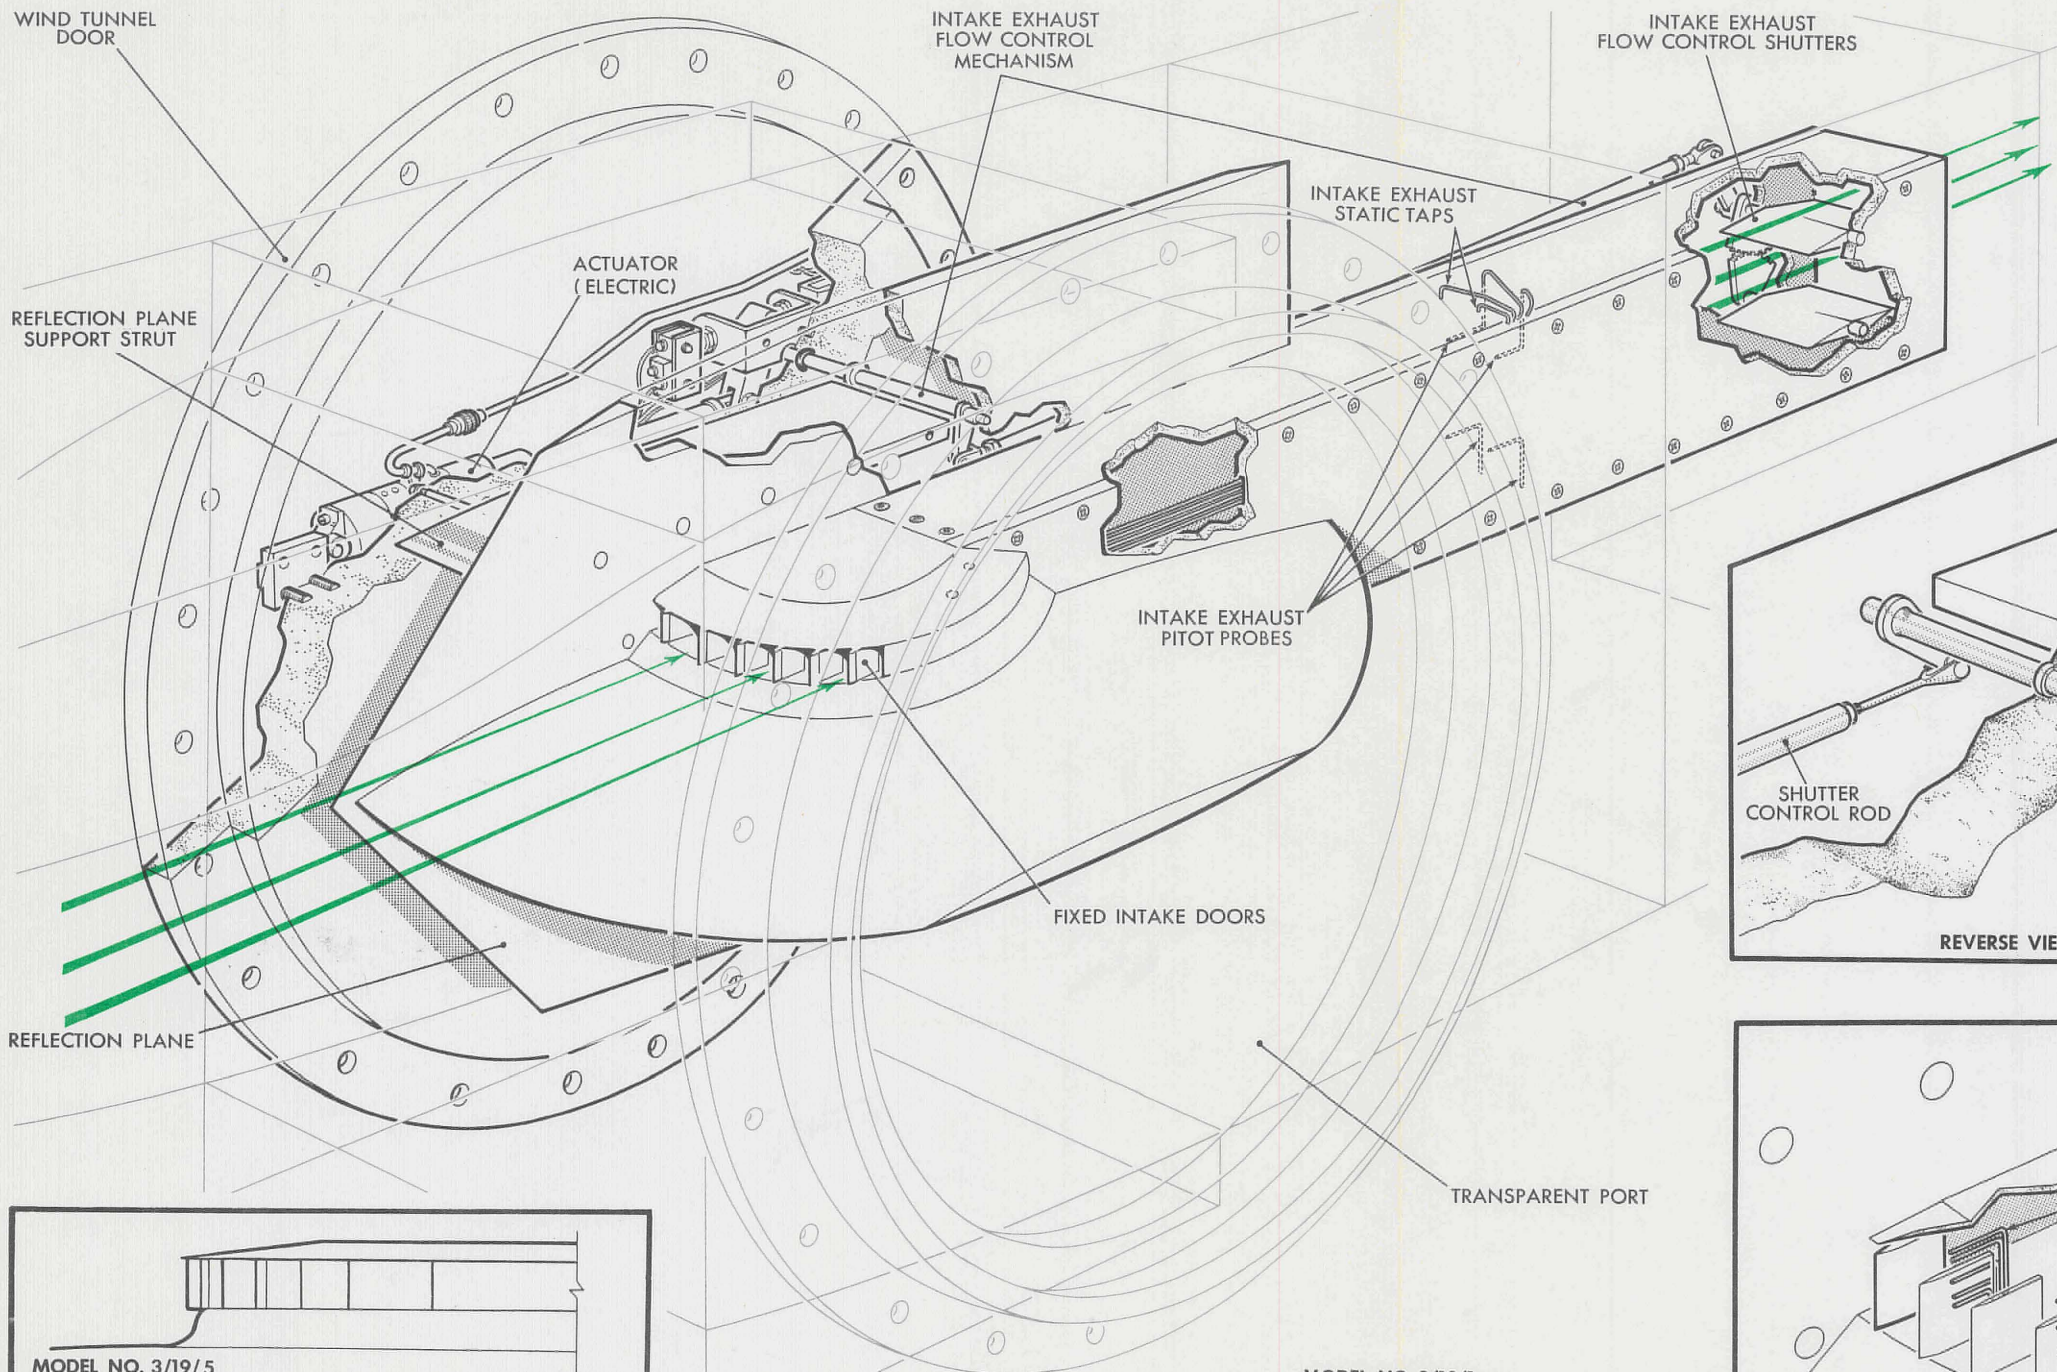 WIND TUNNEL
DOOR
INTAKE EXHAUST
FLOW CONTROL
MECHANISM
INTAKE EXHAUST
FLOW CONTROL SHUTTERS
INTAKE EXHAUST
STATIC TAPS
ACTUATOR
(ELECTRIC)
REFLECTION PLANE
SUPPORT STRUT
INTAKE EXHAUST
PITOT PROBES
SHUTTER
CONTROL ROD
FIXED INTAKE DOORS
REVERSE VIE
REFLECTION PLANE
TRANSPARENT PORT
MODEL NO. 3/19/5